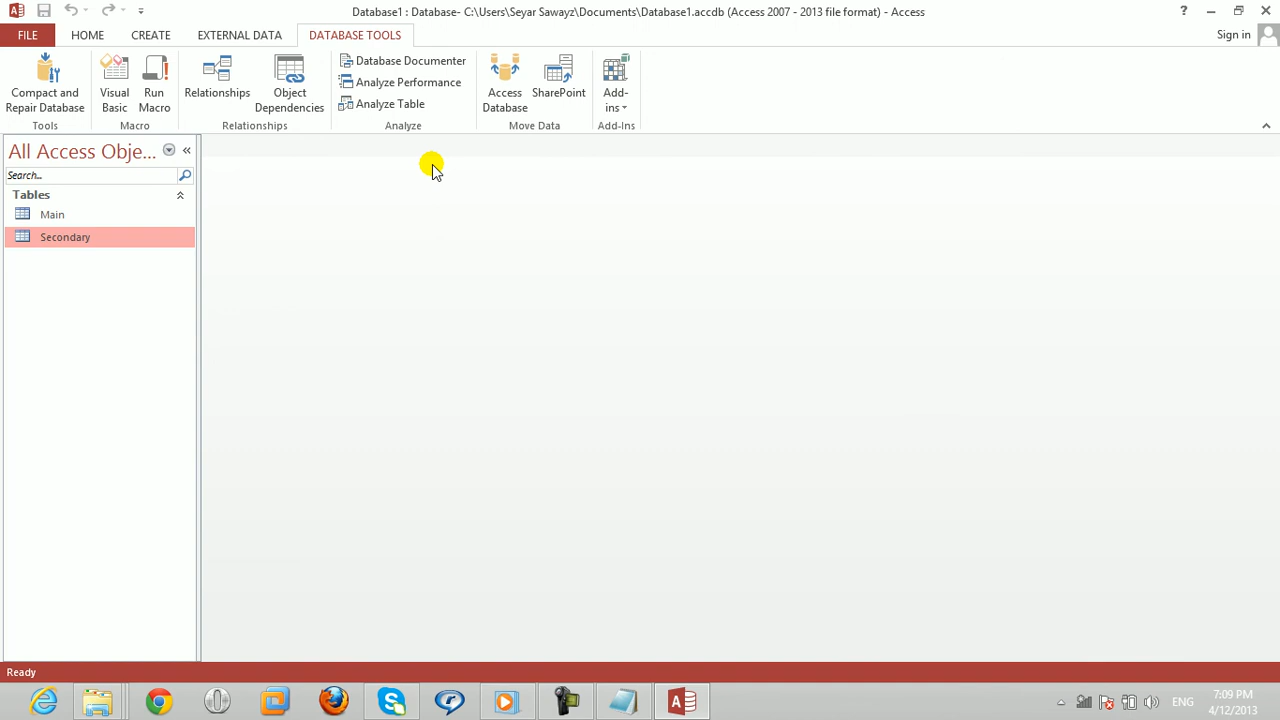 Database1 : Database- C:\Users\Seyar Sawayz\Documents\Database1.accdb (Access 2007 - 2013 file format) - Access
?
FILE HOME CREATE EXTERNAL DATA DATABASE TOOLS Sign in
Compact and
Repair Database
Visual
Basic
Run
Macro
Relationships
Object
Dependencies
Database Documenter
Analyze Performance
Analyze Table
Access
Database
SharePoint
Add-
ins
Tools Macro Relationships Analyze Move Data Add-Ins
All Access Obje...
Search...
Tables
Main
Secondary
Ready
ENG
7:09 PM
4/12/2013